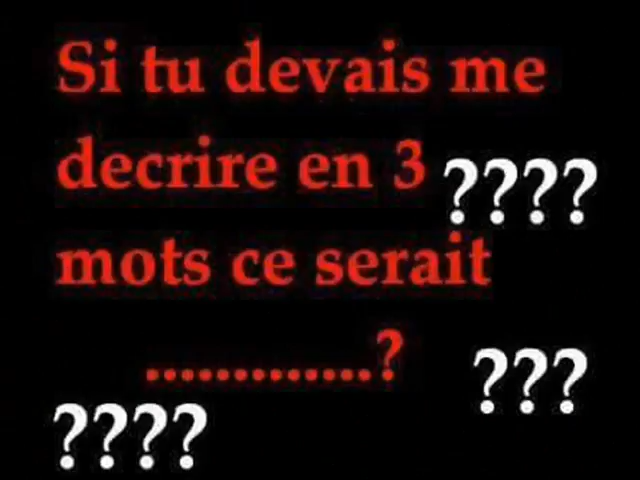 Si tu devais me
decrire en 3 ????
mots ce serait
.............? ???
????